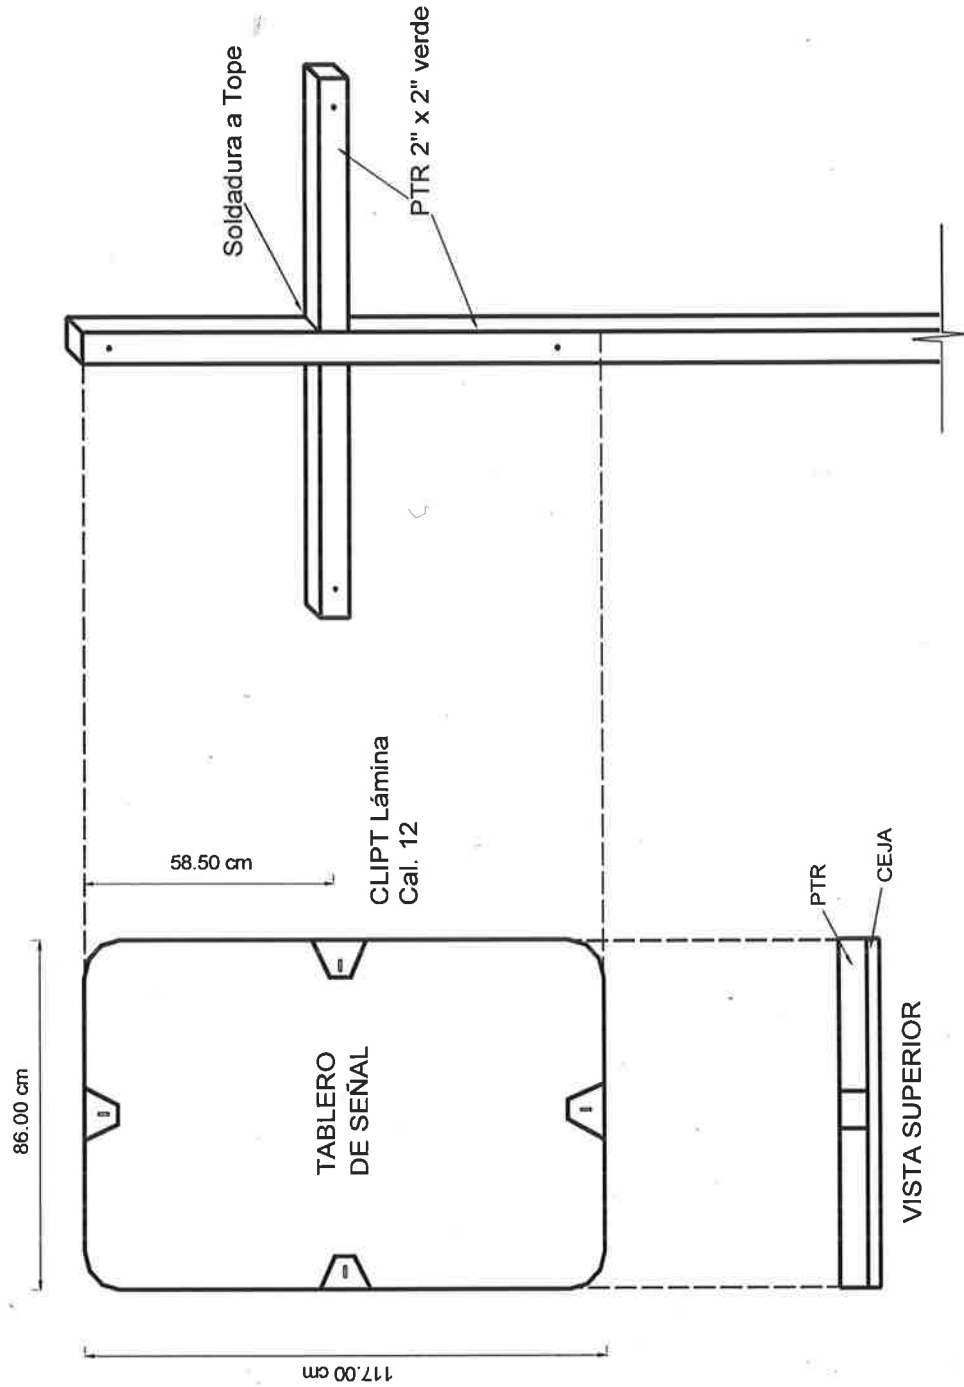 86.00 cm
117.00 cm
58.50 cm
TABLERO
DE SEÑAL
CLIPT Lámina
Cal. 12
Soldadura a Tope
PTR 2" x 2" verde
PTR
CEJA
VISTA SUPERIOR